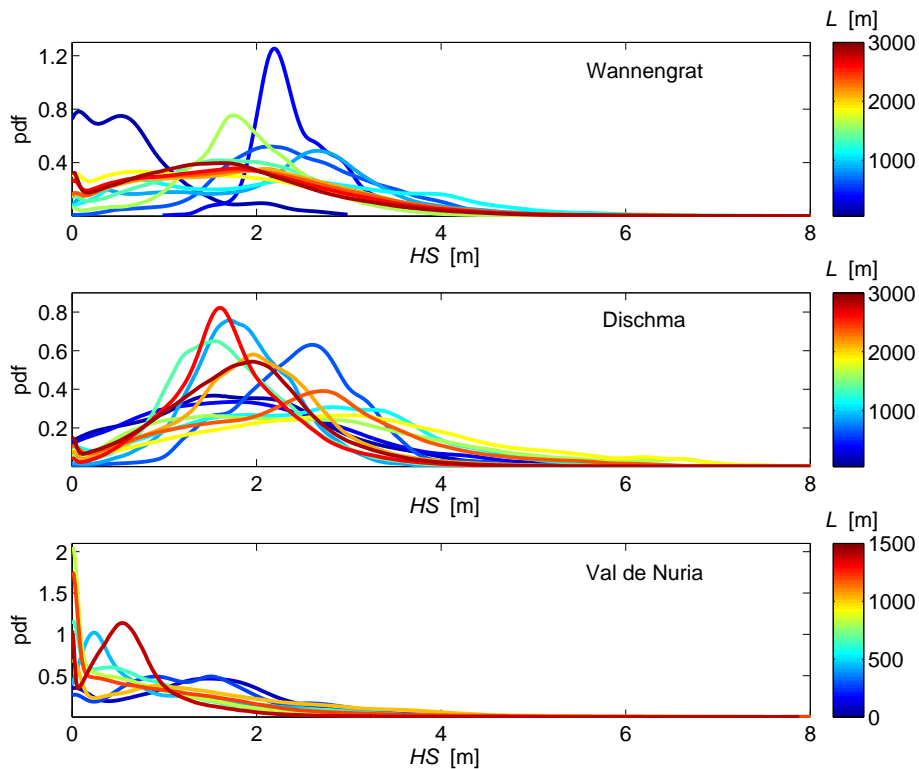 L [m]
1.2 3000
Wannengrat
0.8 2000
pdf
0.4 1000
0 2 4 6 8
HS [m]
L [m]
0.8 3000
Dischma
0.6 2000
pdf
0.4
0.2 1000
0 2 4 6 8
HS [m]
L [m]
2 1500
Val de Nuria
1.5
1000
pdf
1
500
0.5
0
0 2 4 6 8
HS [m]